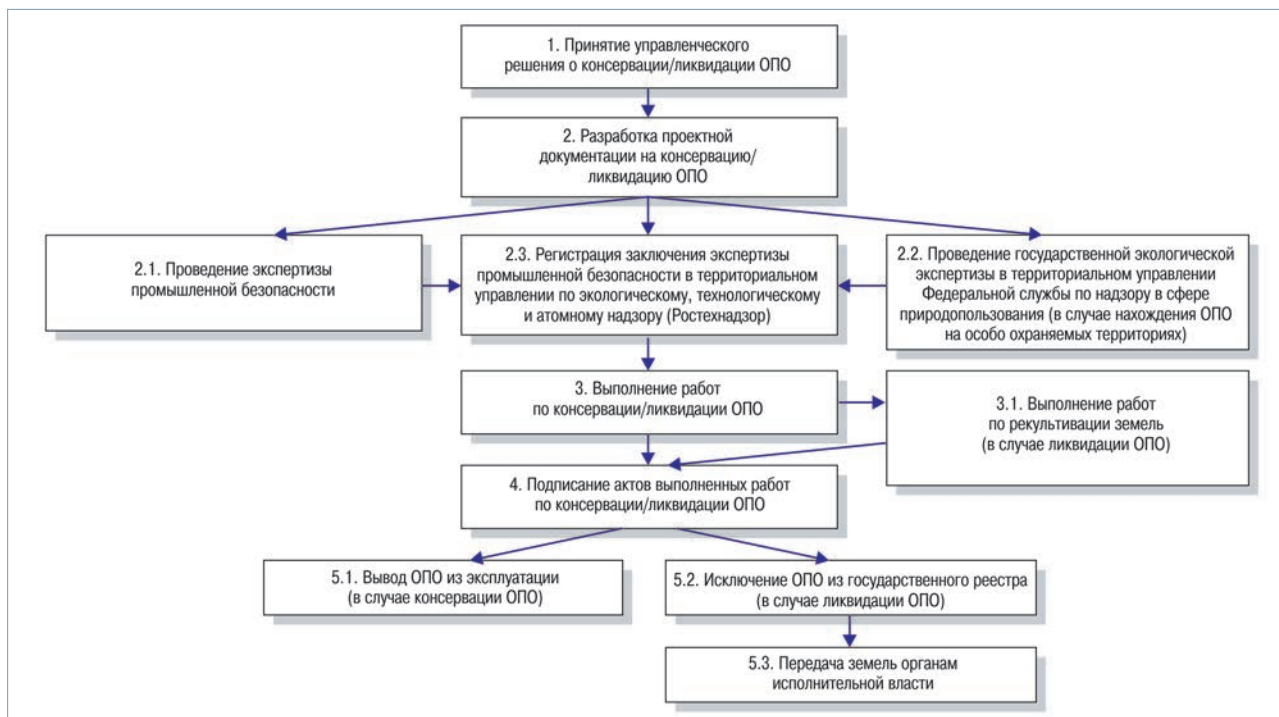 1. Принятие управленческого
решения о консервации/ликвидации ОПО
2. Разработка проектной
документации на консервацию/
ликвидацию ОПО
2.1. Проведение экспертизы
промышленной безопасности
2.3. Регистрация заключения экспертизы
промышленной безопасности в территориальном
управлении по экологическому, технологическому
и атомному надзору (Ростехнадзор)
2.2. Проведение государственной экологической
экспертизы в территориальном управлении
Федеральной службы по надзору в сфере
природопользования (в случае нахождения ОПО
на особо охраняемых территориях)
3. Выполнение работ
по консервации/ликвидации ОПО
3.1. Выполнение работ
по рекультивации земель
(в случае ликвидации ОПО)
4. Подписание актов выполненных работ
по консервации/ликвидации ОПО
5.1. Вывод ОПО из эксплуатации
(в случае консервации ОПО)
5.2. Исключение ОПО из государственного реестра
(в случае ликвидации ОПО)
5.3. Передача земель органам
исполнительной власти